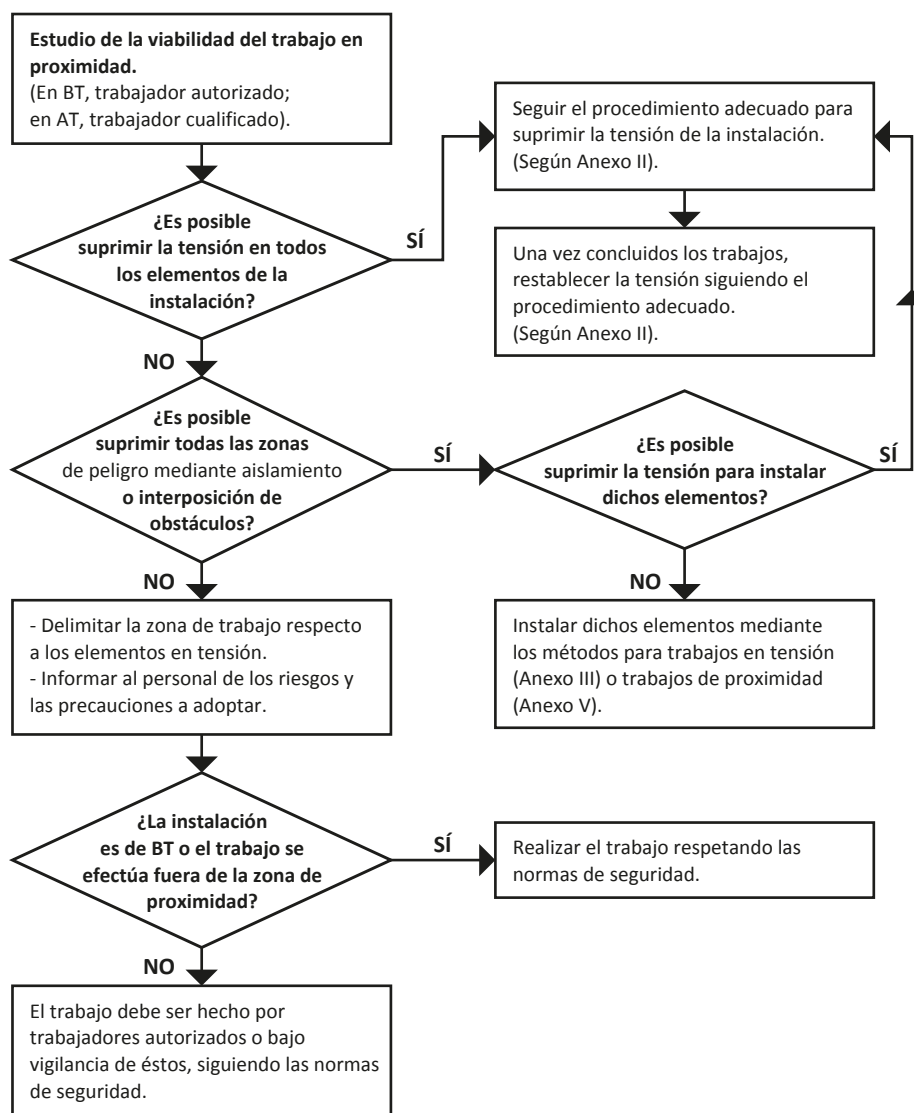 Estudio de la viabilidad del trabajo en
proximidad.
(En BT, trabajador autorizado;
en AT, trabajador cualificado).
Seguir el procedimiento adecuado para
suprimir la tensión de la instalación.
(Según Anexo II).
¿Es posible
suprimir la tensión en todos
los elementos de la
instalación?
SÍ
Una vez concluidos los trabajos,
restablecer la tensión siguiendo el
procedimiento adecuado.
(Según Anexo II).
NO
¿Es posible
suprimir todas las zonas
de peligro mediante aislamiento
o interposición de
obstáculos?
SÍ
¿Es posible
suprimir la tensión para instalar
dichos elementos?
SÍ
NO
NO
- Delimitar la zona de trabajo respecto
a los elementos en tensión.
- Informar al personal de los riesgos y
las precauciones a adoptar.
Instalar dichos elementos mediante
los métodos para trabajos en tensión
(Anexo III) o trabajos de proximidad
(Anexo V).
¿La instalación
es de BT o el trabajo se
efectúa fuera de la zona de
proximidad?
SÍ
Realizar el trabajo respetando las
normas de seguridad.
NO
El trabajo debe ser hecho por
trabajadores autorizados o bajo
vigilancia de éstos, siguiendo las normas
de seguridad.